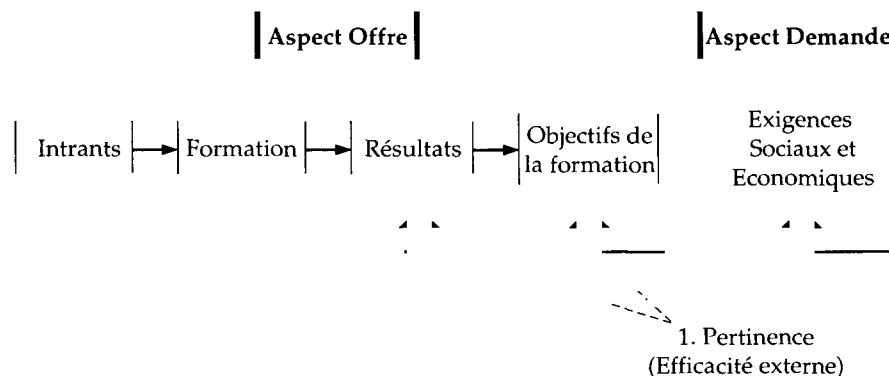 Aspect Offre
Aspect Demande
Intrants
Formation
Résultats
Objectifs de
la formation
Exigences
Sociaux et
Economiques
1. Pertinence
(Efficacité externe)